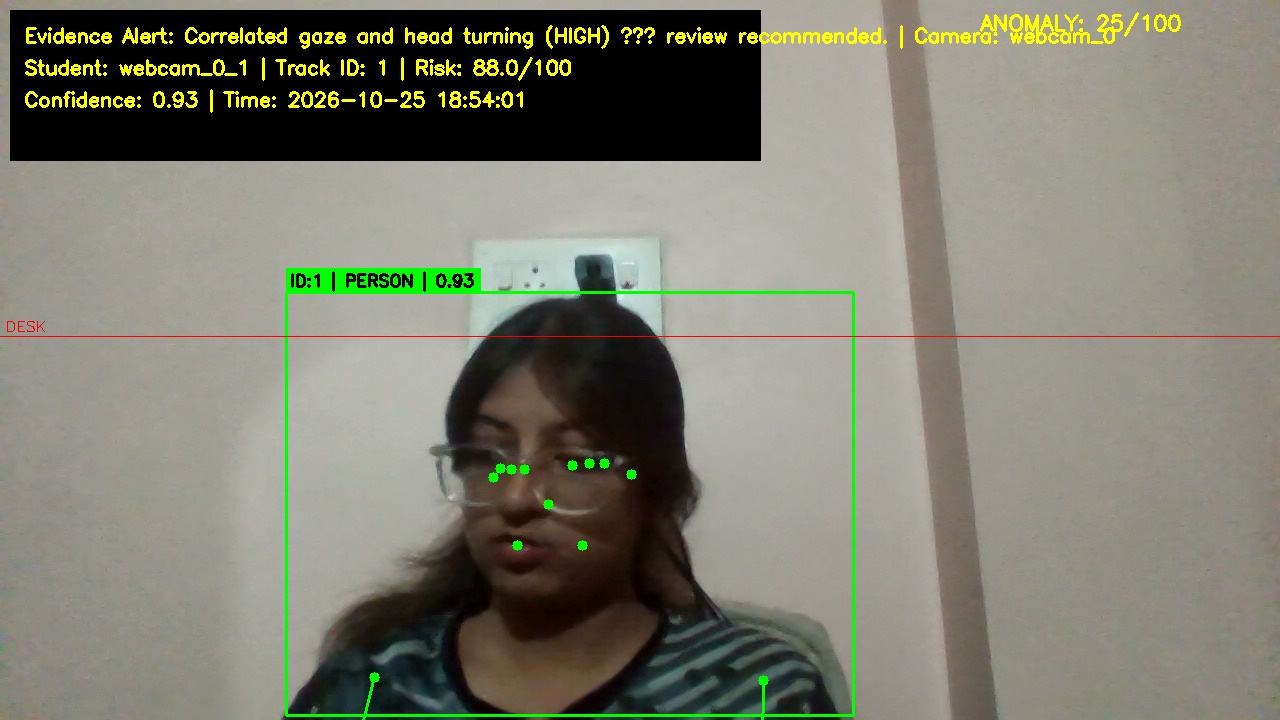 ANOMALY: 25/100
Evidence Alert: Correlated gaze and head turning (HIGH) ??? review recommended. | Camera: webcam_0
Student: webcam_0_1 | Track ID: 1 | Risk: 88.0/100
Confidence: 0.93 | Time: 2026-10-25 18:54:01
ID:1 | PERSON | 0.93
DESK